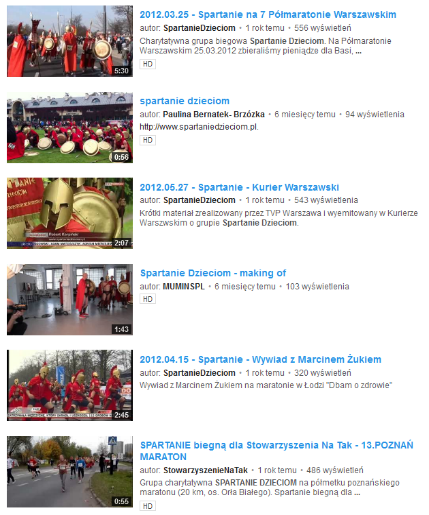 2012.03.25 - Spartanie na 7 Półmaratonie Warszawskim
autor: SpartanieDzieciom • 1 rok temu • 556 wyświetleń
Charytatywna grupa biegowa Spartanie Dzieciom. Na Półmaratonie
Warszawskim 25.03.2012 zbieraliśmy pieniądze dla Basi, ...
HD
5:30
spartanie dzieciom
autor: Paulina Bernatek- Brzózka • 6 miesięcy temu • 94 wyświetlenia
http://www.spartaniedzieciom.pl.
HD
0:56
2012.05.27 - Spartanie - Kurier Warszawski
autor: SpartanieDzieciom • 1 rok temu • 543 wyświetlenia
Krótki materiał zrealizowany przez TVP Warszawa i wyemitowany w Kurierze
Warszwskim o grupie Spartanie Dzieciom.
2:07
Spartanie Dzieciom - making of
autor: MUMINSPL • 6 miesięcy temu • 103 wyświetlenia
HD
1:43
2012.04.15 - Spartanie - Wywiad z Marcinem Żukiem
autor: SpartanieDzieciom • 1 rok temu • 320 wyświetleń
Wywiad z Marcinem Żukiem na maratonie w Łodzi "Dbam o zdrowie"
2:45
SPARTANIE biegną dla Stowarzyszenia Na Tak - 13.POZNAŃ
MARATON
autor: StowarzyszenieNaTak • 1 rok temu • 486 wyświetleń
Grupa charytatywna SPARTANIE DZIECIOM na półmetku poznańskiego
maratonu (20 km, os. Orła Białego). Spartanie biegną dla ...
HD
0:55